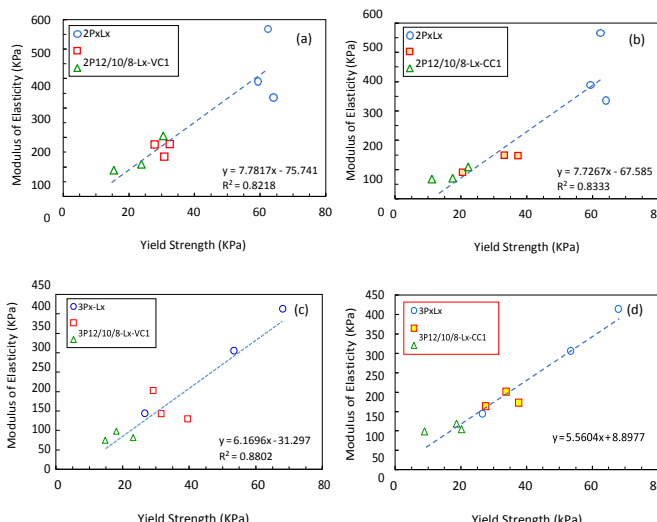 600
500
400
300
200
100
0
Modulus of Elasticity (KPa)
2PxLx
2P12/10/8-Lx-VC1
(a)
y = 7.7817x - 75.741
R² = 0.8218
0 20 40 60 80
Yield Strength (KPa)
600
500
400
300
200
100
0
Modulus of Elasticity (KPa)
2PxLx
2P12/10/8-Lx-CC1
(b)
y = 7.7267x - 67.585
R² = 0.8333
0 20 40 60 80
Yield Strength (KPa)
450
400
350
300
250
200
150
100
50
0
Modulus of Elasticity (KPa)
3Px-Lx
3P12/10/8-Lx-VC1
(c)
y = 6.1696x - 31.297
R² = 0.8802
0 20 40 60 80
Yield Strength (KPa)
450
400
350
300
250
200
150
100
50
0
Modulus of Elasticity (KPa)
3PxLx
3P12/10/8-Lx-CC1
(d)
y=5.5604x+8.8977
0 20 40 60 80
Yield Strength (KPa)